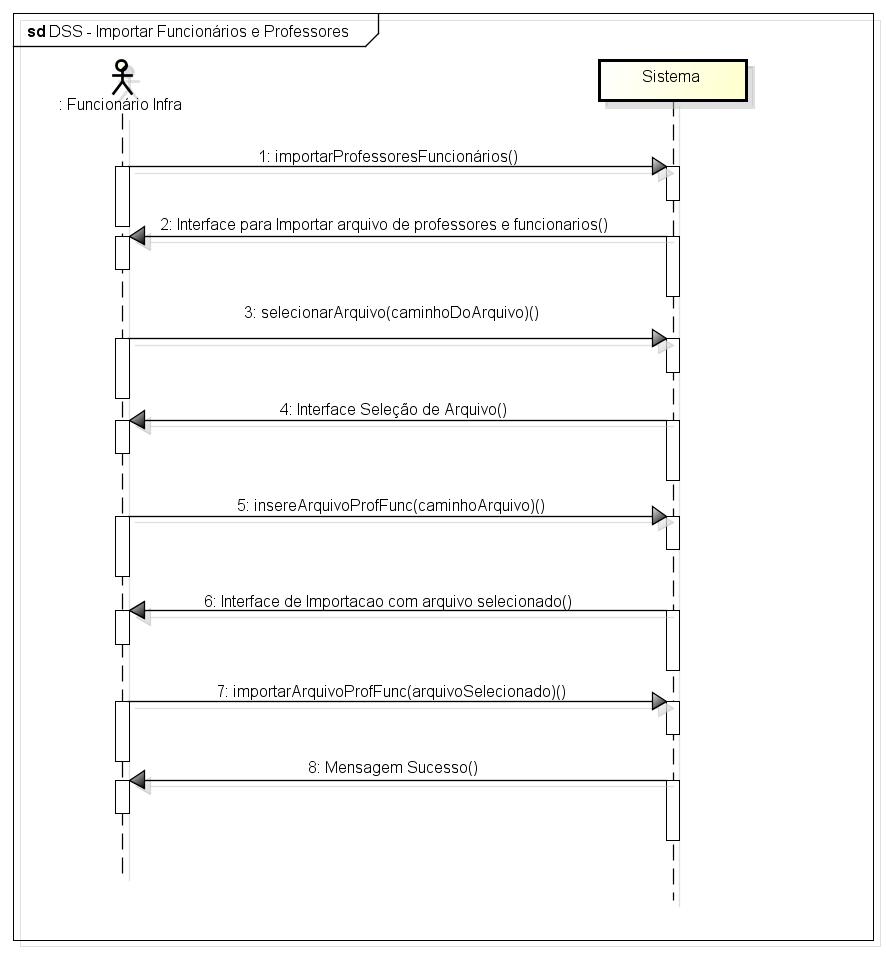 sd DSS - Importar Funcionários e Professores
: Funcionário Infra
Sistema
1: importarProfessoresFuncionários()
2: Interface para Importar arquivo de professores e funcionarios()
3: selecionarArquivo(caminhoDoArquivo)()
4: Interface Seleção de Arquivo()
5: insereArquivoProfFunc(caminhoArquivo)()
6: Interface de Importacao com arquivo selecionado()
7: importarArquivoProfFunc(arquivoSelecionado)()
8: Mensagem Sucesso()